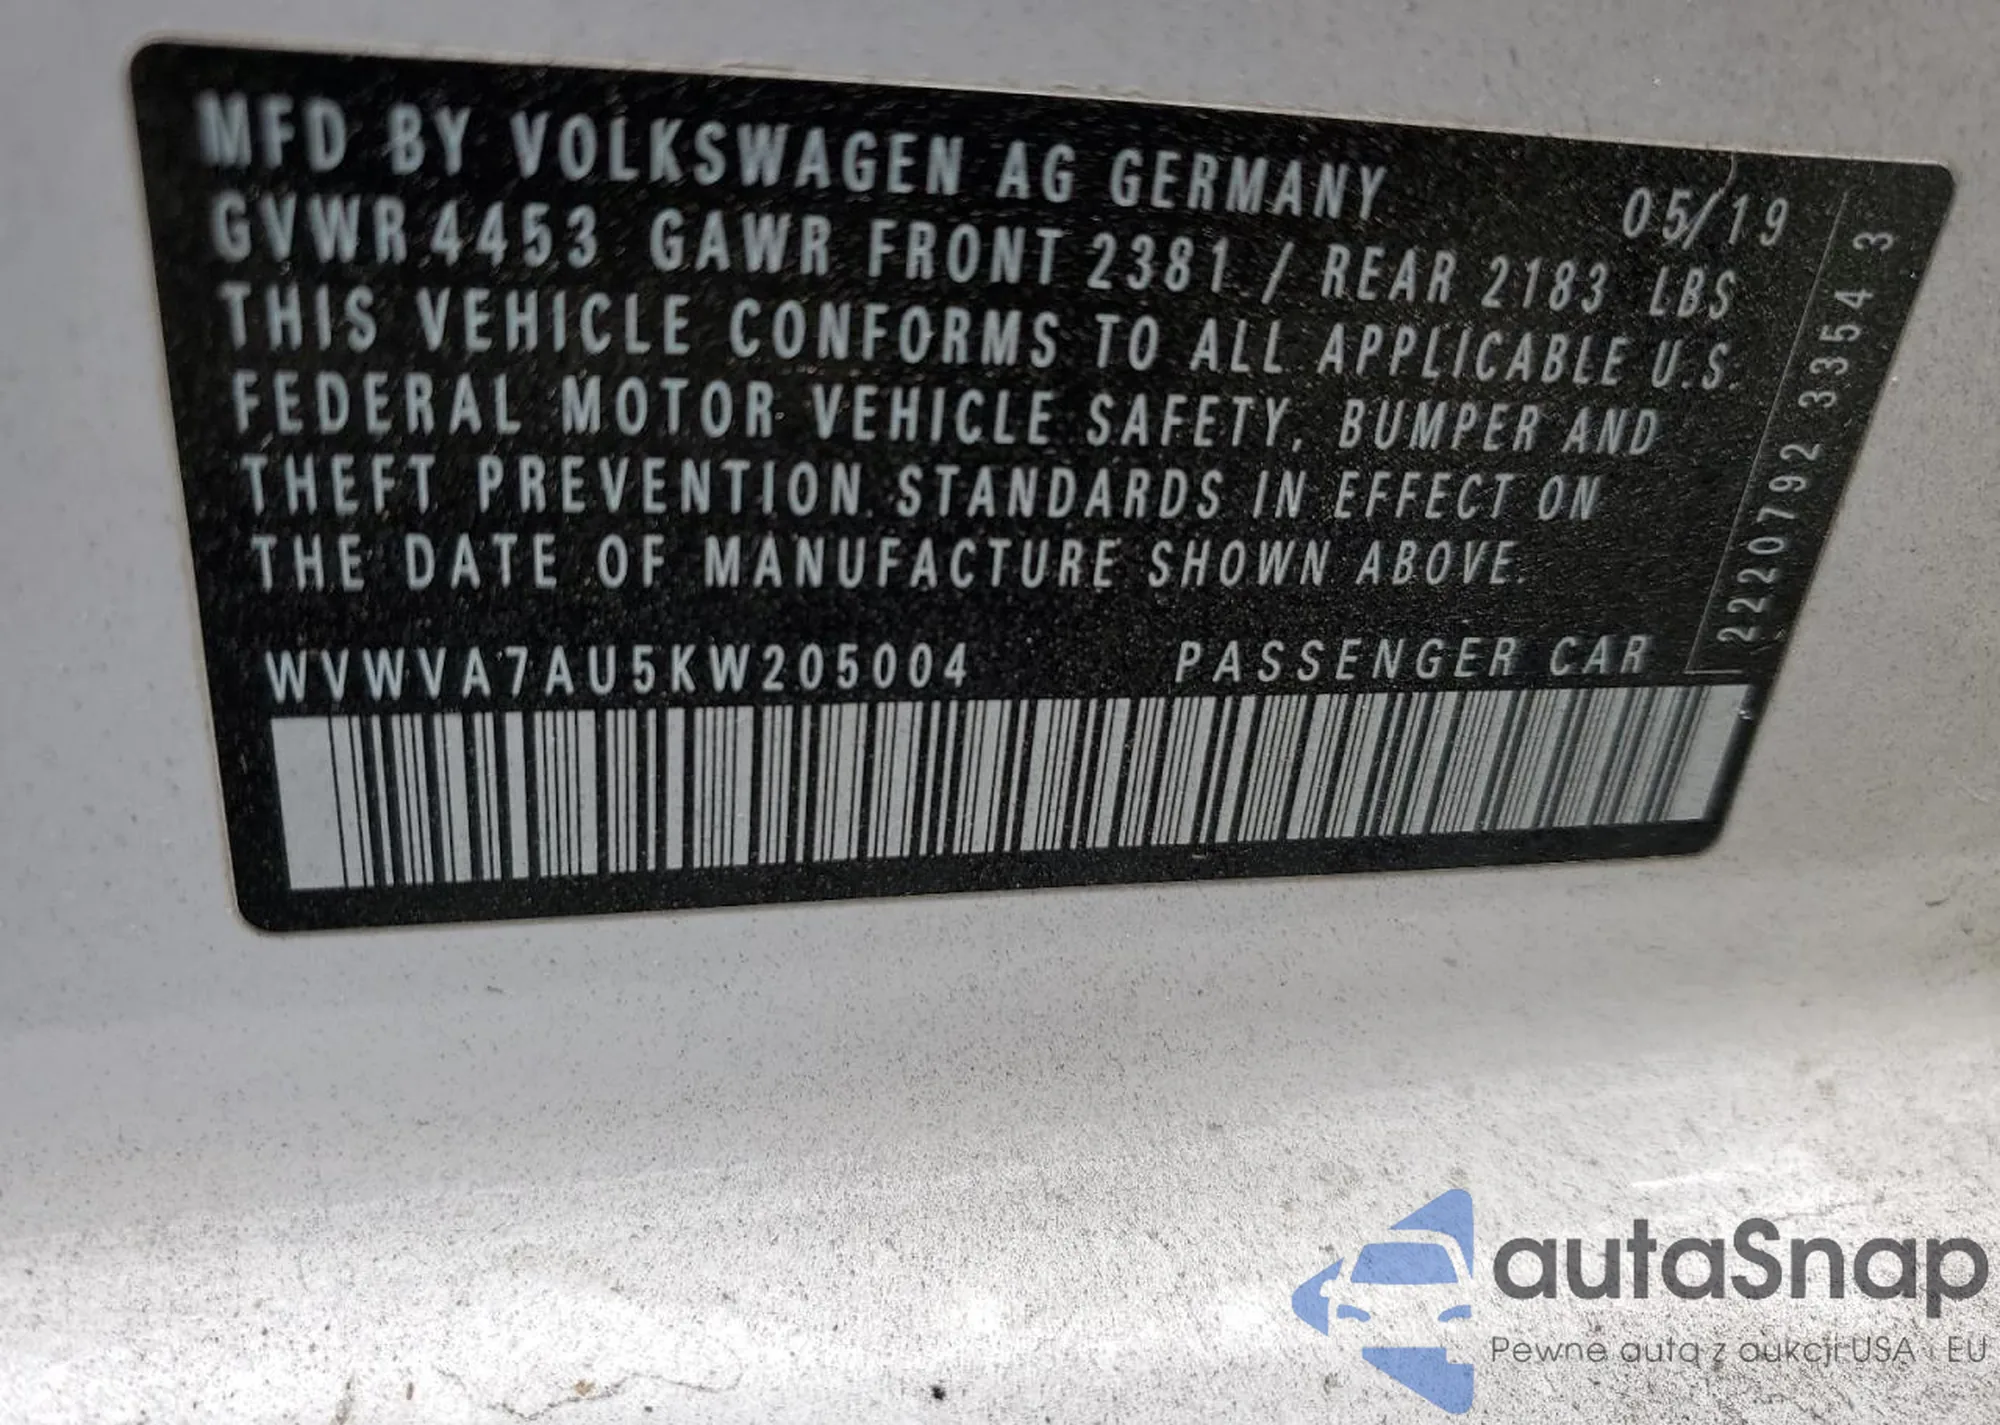 MFD BY VOLKSWAGEN AG GERMANY 05/19
GVWR 4453 GAWR FRONT 2381 / REAR 2183 LBS
THIS VEHICLE CONFORMS TO ALL APPLICABLE U.S.
FEDERAL MOTOR VEHICLE SAFETY, BUMPER AND
THEFT PREVENTION STANDARDS IN EFFECT ON
THE DATE OF MANUFACTURE SHOWN ABOVE.
WVWVA7AU5KW205004 PASSENGER CAR
2220792 3354 3
autaSnap
Pewne auta z aukcji USA i EU